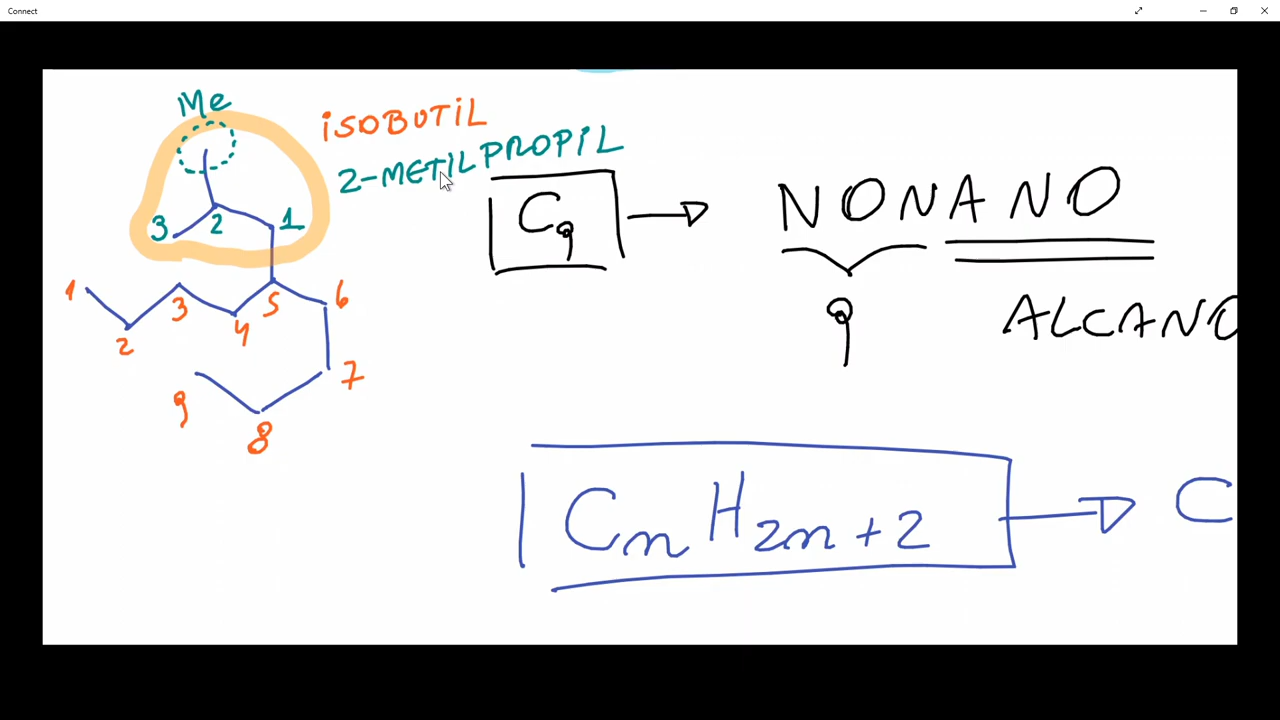 Connect
Me
iSOBUTiL
2-METiLPROPiL
3 2 1
1 2 3 4 5 6 7 8 9
C9
NONANO
9
ALCANO
CnH2n+2
C